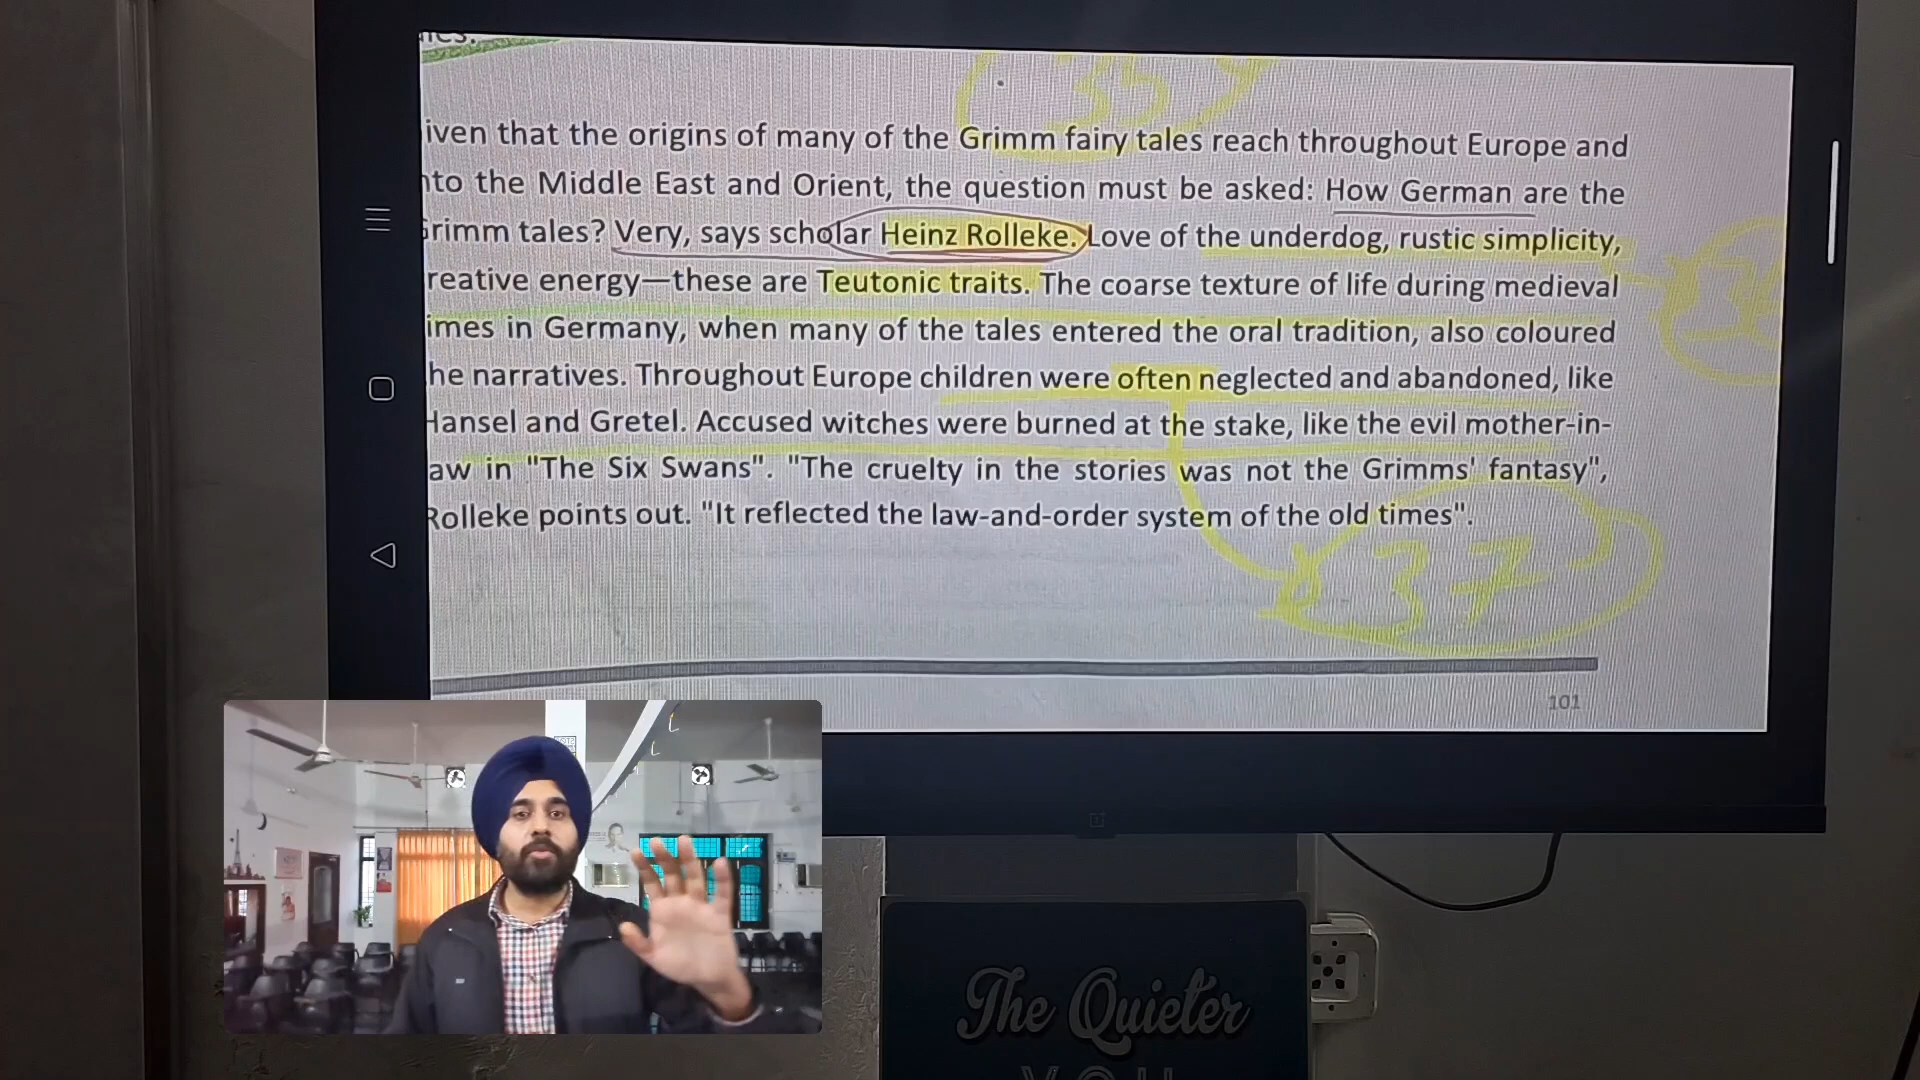 35
iven that the origins of many of the Grimm fairy tales reach throughout Europe and
nto the Middle East and Orient, the question must be asked: How German are the
Grimm tales? Very, says scholar Heinz Rolleke. Love of the underdog, rustic simplicity,
reative energy—these are Teutonic traits. The coarse texture of life during medieval
imes in Germany, when many of the tales entered the oral tradition, also coloured
he narratives. Throughout Europe children were often neglected and abandoned, like
Hansel and Gretel. Accused witches were burned at the stake, like the evil mother-in-
aw in "The Six Swans". "The cruelty in the stories was not the Grimms' fantasy",
Rolleke points out. "It reflected the law-and-order system of the old times".
37
101
The Quieter
YOU